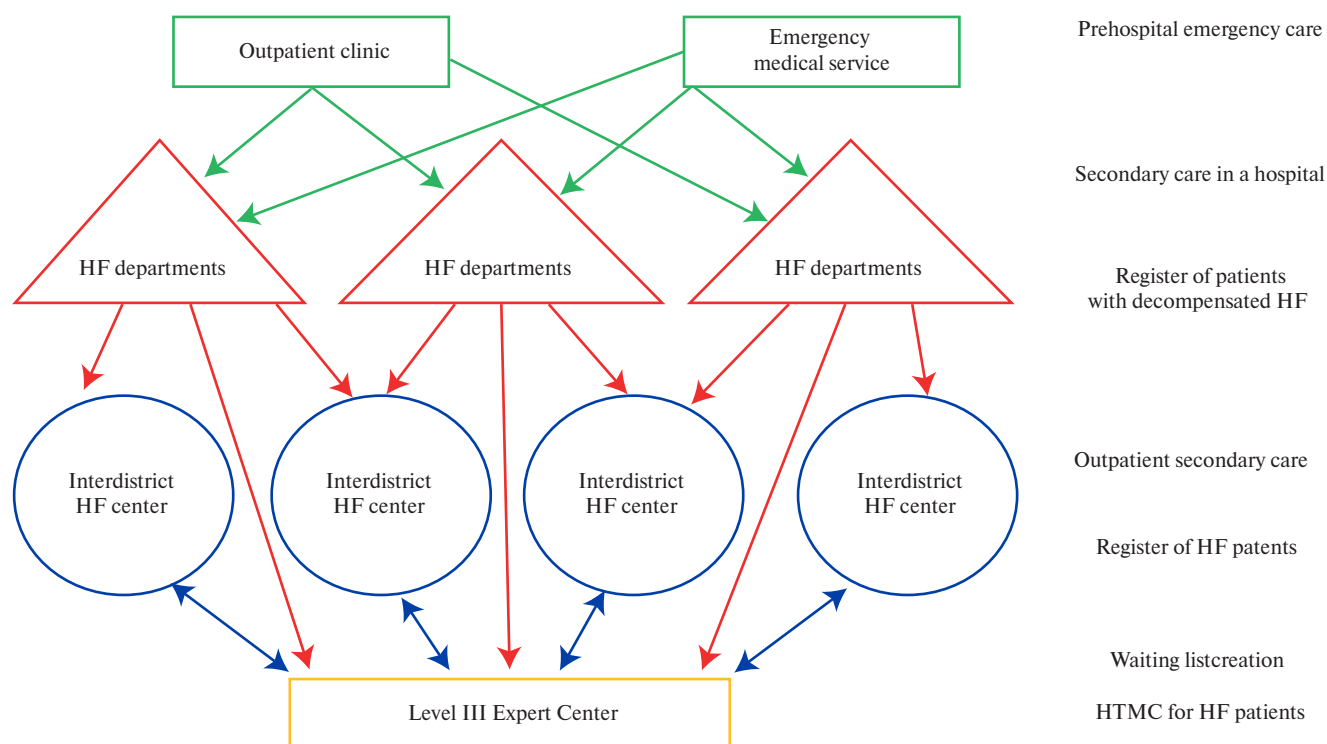 Outpatient clinic
Emergency
medical service
Prehospital emergency care
Secondary care in a hospital
HF departments
HF departments
HF departments
Register of patients
with decompensated HF
Interdistrict
HF center
Interdistrict
HF center
Interdistrict
HF center
Interdistrict
HF center
Outpatient secondary care
Register of HF patents
Waiting listcreation
Level III Expert Center
HTMC for HF patients